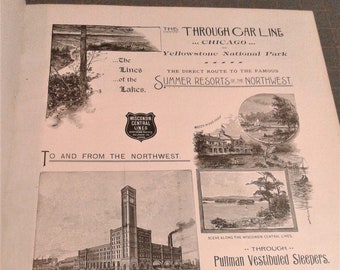 THE THROUGH CAR LINE
... CHICAGO ...
Yellowstone National Park
THE DIRECT ROUTE TO THE FAMOUS
SUMMER RESORTS OF THE NORTHWEST.
...The
Lines
...of the
Lakes.
WISCONSIN
CENTRAL
LINES
TO AND FROM THE NORTHWEST
SCENE ALONG THE WISCONSIN CENTRAL LINES.
THROUGH
Pullman Vestibuled Sleepers.